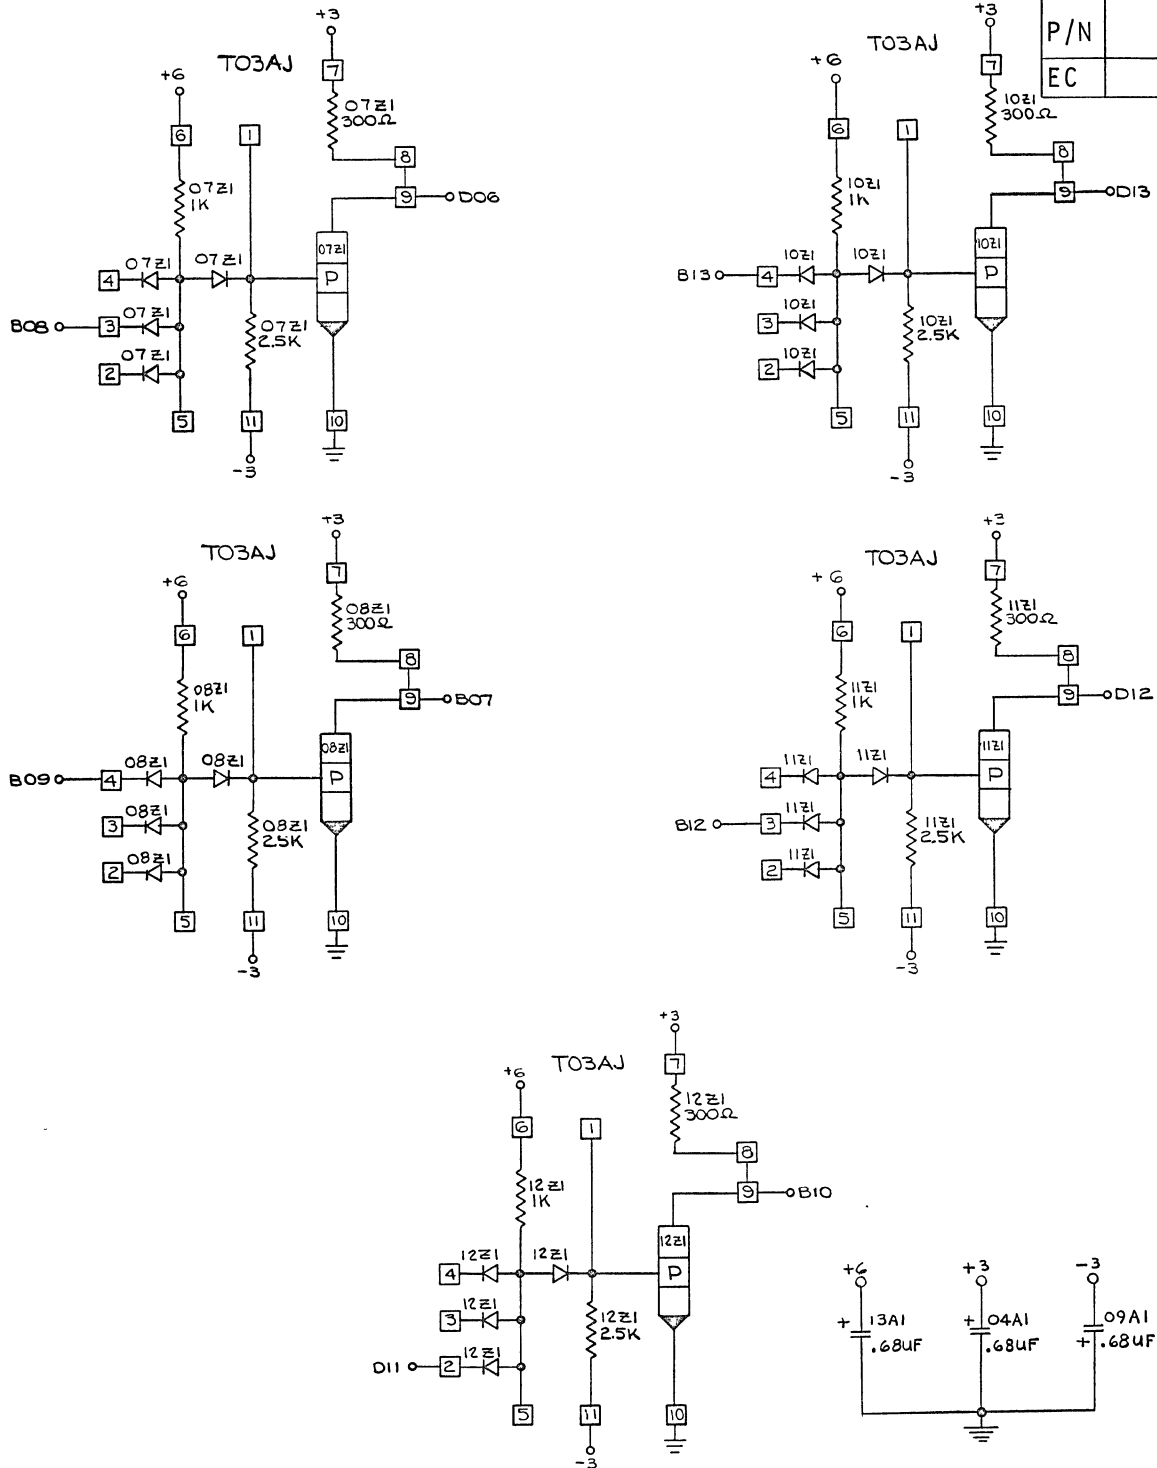 P/N
EC
T03AJ
+3
7
+6
6
1
07Z1
300Ω
8
9
D06
07Z1
1K
07Z1
P
4
07Z1
07Z1
B08
3
07Z1
07Z1
2.5K
2
07Z1
5
11
10
-3
T03AJ
+3
7
+6
6
1
10Z1
300Ω
8
9
D13
10Z1
1K
10Z1
P
B13
4
10Z1
10Z1
3
10Z1
10Z1
2.5K
2
10Z1
5
11
10
-3
T03AJ
+3
7
+6
6
1
08Z1
300Ω
8
9
B07
08Z1
1K
08Z1
P
B09
4
08Z1
08Z1
3
08Z1
08Z1
2.5K
2
08Z1
5
11
10
-3
T03AJ
+3
7
+6
6
1
11Z1
300Ω
8
9
D12
11Z1
1K
11Z1
P
4
11Z1
11Z1
B12
3
11Z1
11Z1
2.5K
2
11Z1
5
11
10
-3
T03AJ
+3
7
+6
6
1
12Z1
300Ω
8
9
B10
12Z1
1K
12Z1
P
4
12Z1
12Z1
3
12Z1
12Z1
2.5K
D11
2
12Z1
5
11
10
-3
+6
+
13A1
.68UF
+3
+
04A1
.68UF
-3
09A1
+
.68UF